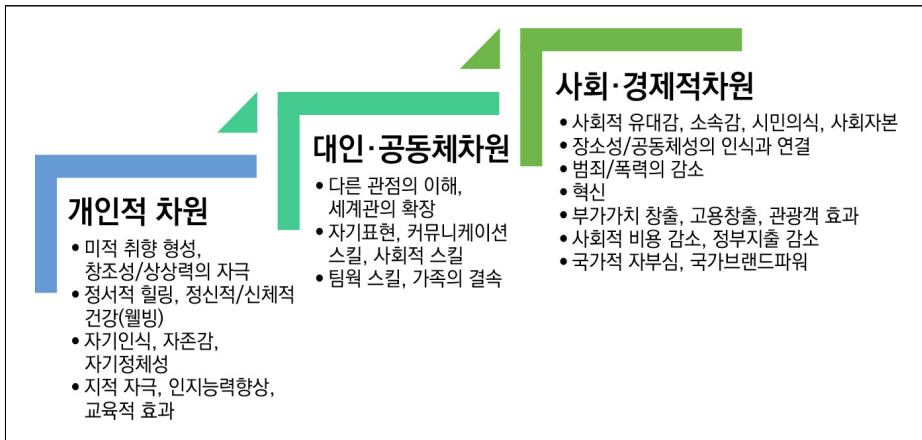 개인적 차원
• 미적 취향 형성,
창조성/상상력의 자극
• 정서적 힐링, 정신적/신체적
건강(웰빙)
• 자기인식, 자존감,
자기정체성
• 지적 자극, 인지능력향상,
교육적 효과
대인·공동체차원
• 다른 관점의 이해,
세계관의 확장
• 자기표현, 커뮤니케이션
스킬, 사회적 스킬
• 팀웍 스킬, 가족의 결속
사회·경제적차원
• 사회적 유대감, 소속감, 시민의식, 사회자본
• 장소성/공동체성의 인식과 연결
• 범죄/폭력의 감소
• 혁신
• 부가가치 창출, 고용창출, 관광객 효과
• 사회적 비용 감소, 정부지출 감소
• 국가적 자부심, 국가브랜드파워